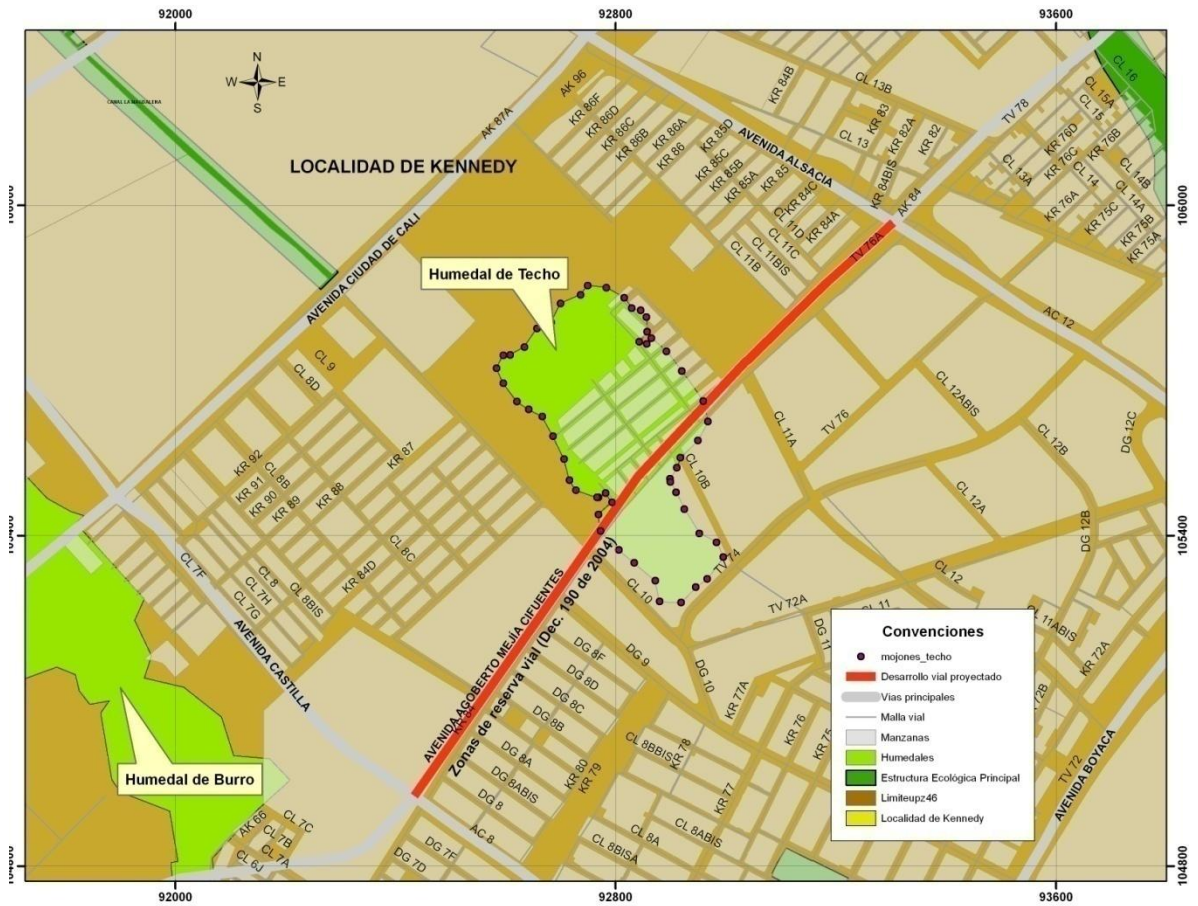 92000
92800
93600
106000
105400
104800
104800
N
W
E
S
CANAL LA MAGDALENA
LOCALIDAD DE KENNEDY
AK 87A
AK 96
KR 86F
KR 86D
KR 86C
KR 86B
KR 86A
KR 86
KR 85D
KR 85C
KR 85B
KR 85A
KR 85
KR 84C
KR 84A
CL 11D
CL 11C
CL 11BIS
CL 11B
AVENIDA ALSACIA
KR 84B
CL 13B
KR 83
CL 13
KR 82A
KR 82
KR 84BIS
AK 84
TV 78
CL 16
CL 15A
CL 15
KR 76D
KR 76C
KR 76B
CL 14
CL 14B
CL 14A
CL 13A
KR 76A
KR 75C
KR 75B
KR 75A
TV 76A
AC 12
AVENIDA CIUDAD DE CALI
Humedal de Techo
CL 9
CL 8D
KR 92
CL 8B
KR 91
KR 90
KR 89
KR 88
KR 87
CL 8C
KR 84D
CL 8BIS
CL 8
CL 7H
CL 7G
CL 7F
AVENIDA CASTILLA
CL 11A
TV 76
CL 12ABIS
CL 12B
DG 12C
CL 12A
DG 12B
CL 12
CL 10B
CL 10
TV 74
TV 72A
CL 11
DG 11
CL 11ABIS
KR 72A
TV 72
AVENIDA BOYACA
AVENIDA AGOBERTO MEJÍA CIFUENTES
Zonas de reserva vial (Dec. 190 de 2004)
DG 9
DG 10
DG 8F
DG 8D
DG 8C
DG 8B
DG 8A
DG 8ABIS
DG 8
AC 8
DG 7F
DG 7D
KR 80
KR 79
KR 78
KR 77A
KR 77
KR 76
KR 75
CL 8BBIS
CL 8ABIS
CL 8A
CL 8BISA
Humedal de Burro
AK 66
CL 7C
CL 7B
CL 7A
CL 6J
Convenciones
mojones_techo
Desarrollo vial proyectado
Vias principales
Malla vial
Manzanas
Humedales
Estructura Ecológica Principal
Limiteupz46
Localidad de Kennedy